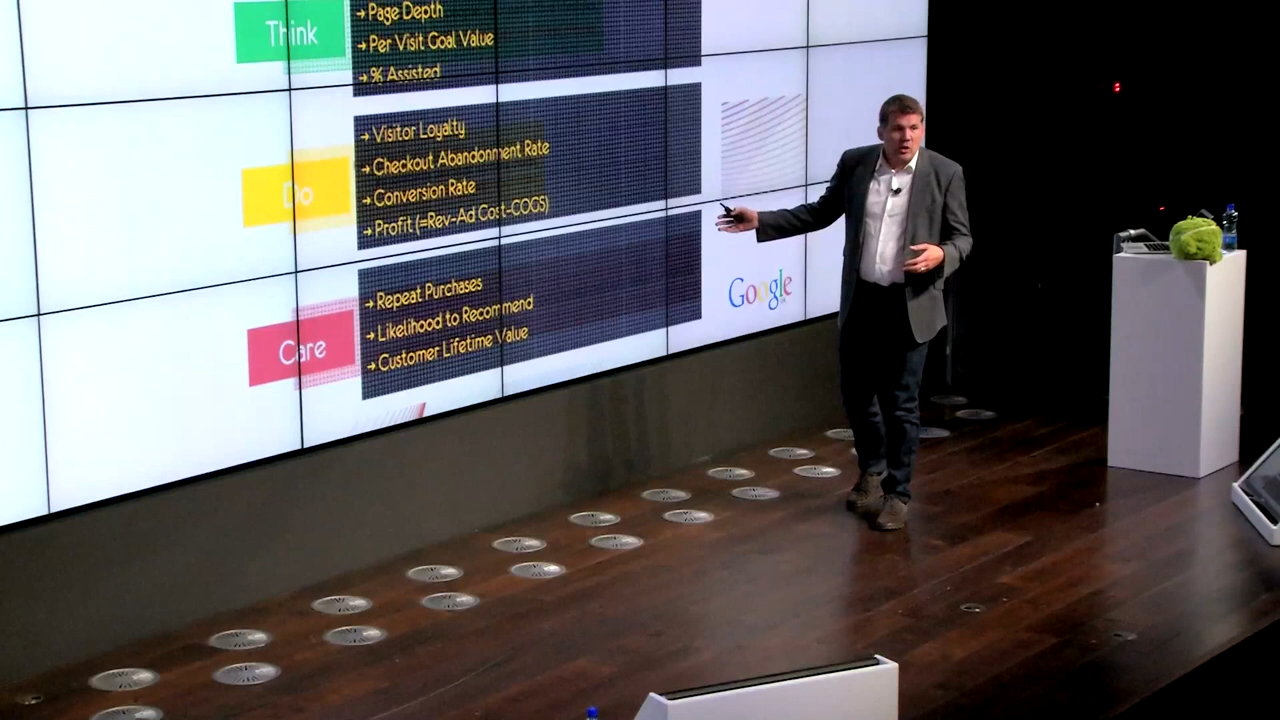 Think
→ Page Depth
→ Per Visit Goal Value
→ % Assisted
Do
→ Visitor Loyalty
→ Checkout Abandonment Rate
→ Conversion Rate
→ Profit (=Rev-Ad Cost-COGS)
Care
→ Repeat Purchases
→ Likelihood to Recommend
→ Customer Lifetime Value
Google